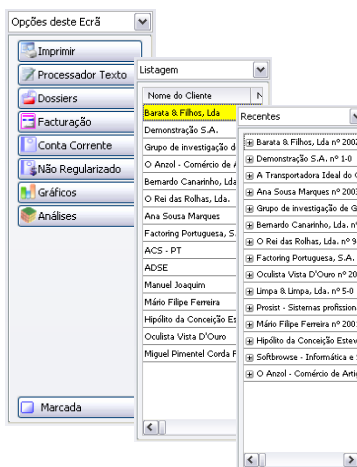 Opções deste Ecrã
Imprimir
Processador Texto
Dossiers
Facturação
Conta Corrente
Não Regularizado
Gráficos
Análises
Marcada
Listagem
Nome do Cliente
Barata & Filhos, Lda
Demonstração S.A.
Grupo de investigação d
O Anzol - Comércio de A
Bernardo Canarinho, Lda
O Rei das Rolhas, Lda.
Ana Sousa Marques
Factoring Portuguesa, S.
ACS - PT
ADSE
Manuel Joaquim
Mário Filipe Ferreira
Hipólito da Conceição Es
Oculista Vista D'Ouro
Miguel Pimentel Corda F
Recentes
Barata & Filhos, Lda nº 2002
Demonstração S.A. nº 1-0
A Transportadora Ideal do C
Ana Sousa Marques nº 200
Grupo de investigação de G
Bernardo Canarinho, Lda. nº
O Rei das Rolhas, Lda. nº 9
Factoring Portuguesa, S.A.
Oculista Vista D'Ouro nº 20
Limpa & Limpa, Lda. nº 5-0
Prosist - Sistemas profission
Mário Filipe Ferreira nº 200
Hipólito da Conceição Estev
Softbrowse - Informática e
O Anzol - Comércio de Arti